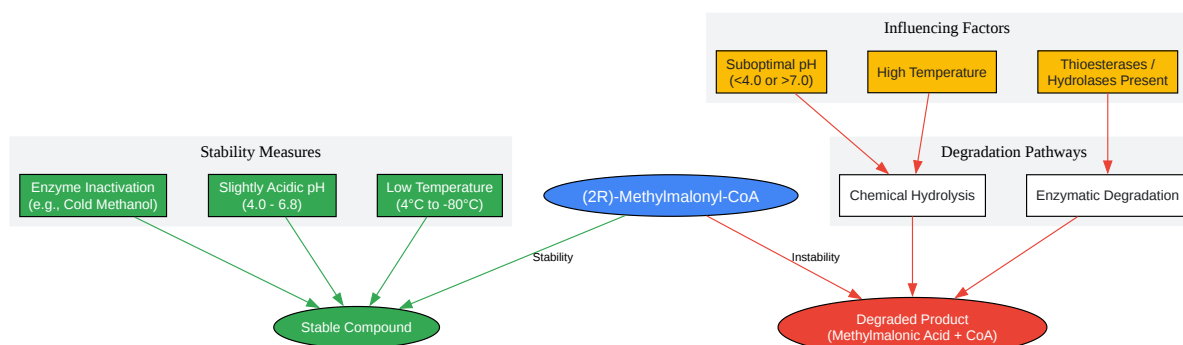 Influencing Factors
Suboptimal pH
(<4.0 or >7.0)
High Temperature
Thioesterases /
Hydrolases Present
Stability Measures
Degradation Pathways
Enzyme Inactivation
(e.g., Cold Methanol)
Slightly Acidic pH
(4.0 - 6.8)
Low Temperature
(4°C to -80°C)
(2R)-Methylmalonyl-CoA
Chemical Hydrolysis
Enzymatic Degradation
Stability
Instability
Stable Compound
Degraded Product
(Methylmalonic Acid + CoA)